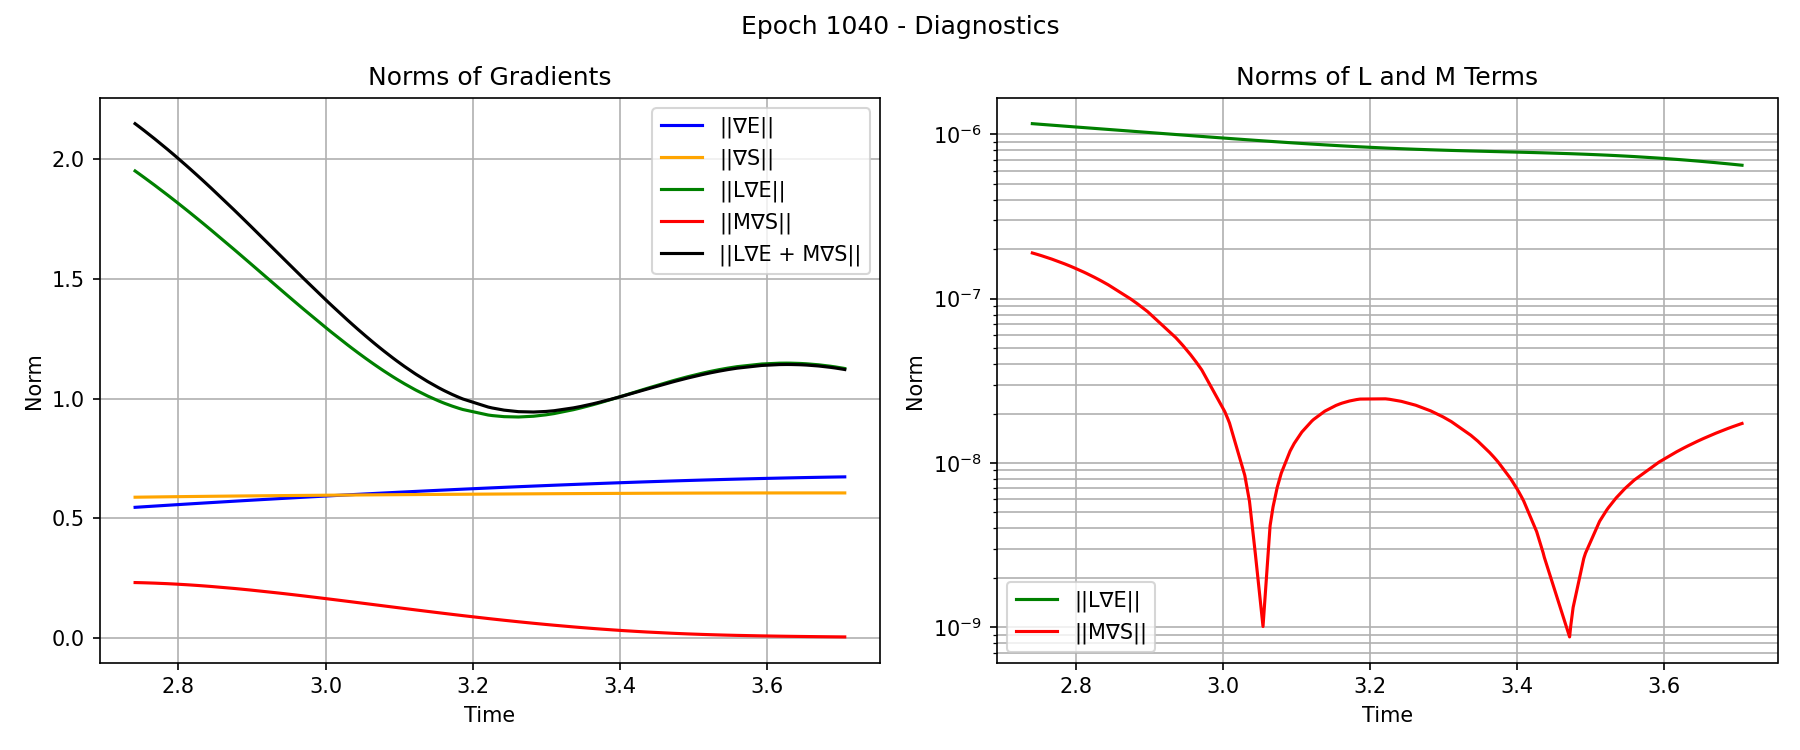 Epoch 1040 - Diagnostics
Norms of Gradients
||∇E||
||∇S||
||L∇E||
||M∇S||
||L∇E + M∇S||
2.0
1.5
1.0
0.5
0.0
Norm
2.8 3.0 3.2 3.4 3.6
Time
Norms of L and M Terms
10⁻⁶
10⁻⁷
10⁻⁸
10⁻⁹
Norm
||L∇E||
||M∇S||
2.8 3.0 3.2 3.4 3.6
Time